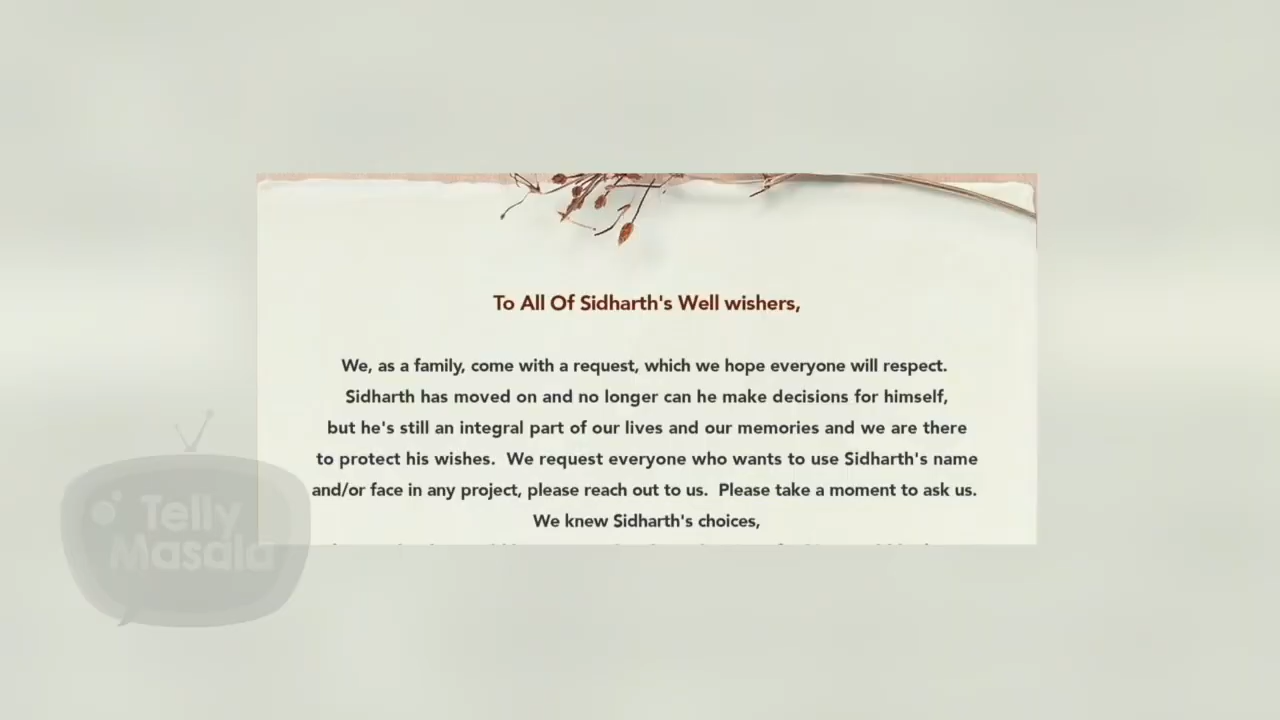 To All Of Sidharth's Well wishers,
We, as a family, come with a request, which we hope everyone will respect.
Sidharth has moved on and no longer can he make decisions for himself,
but he's still an integral part of our lives and our memories and we are there
to protect his wishes. We request everyone who wants to use Sidharth's name
and/or face in any project, please reach out to us. Please take a moment to ask us.
We knew Sidharth's choices,
Telly
Masala